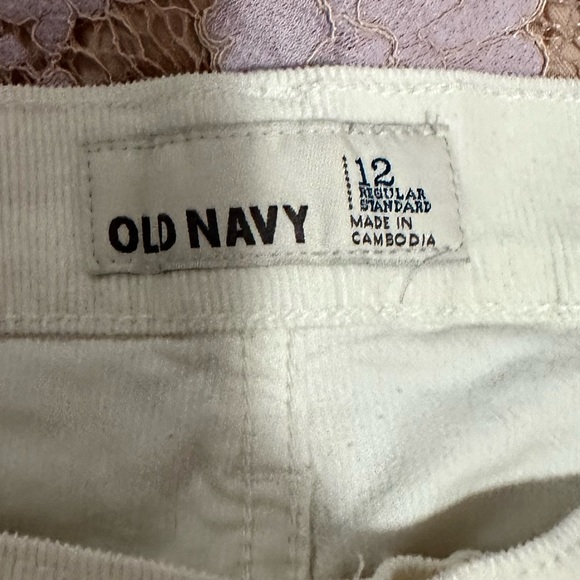 OLD NAVY
12
REGULAR
STANDARD
MADE IN
CAMBODIA